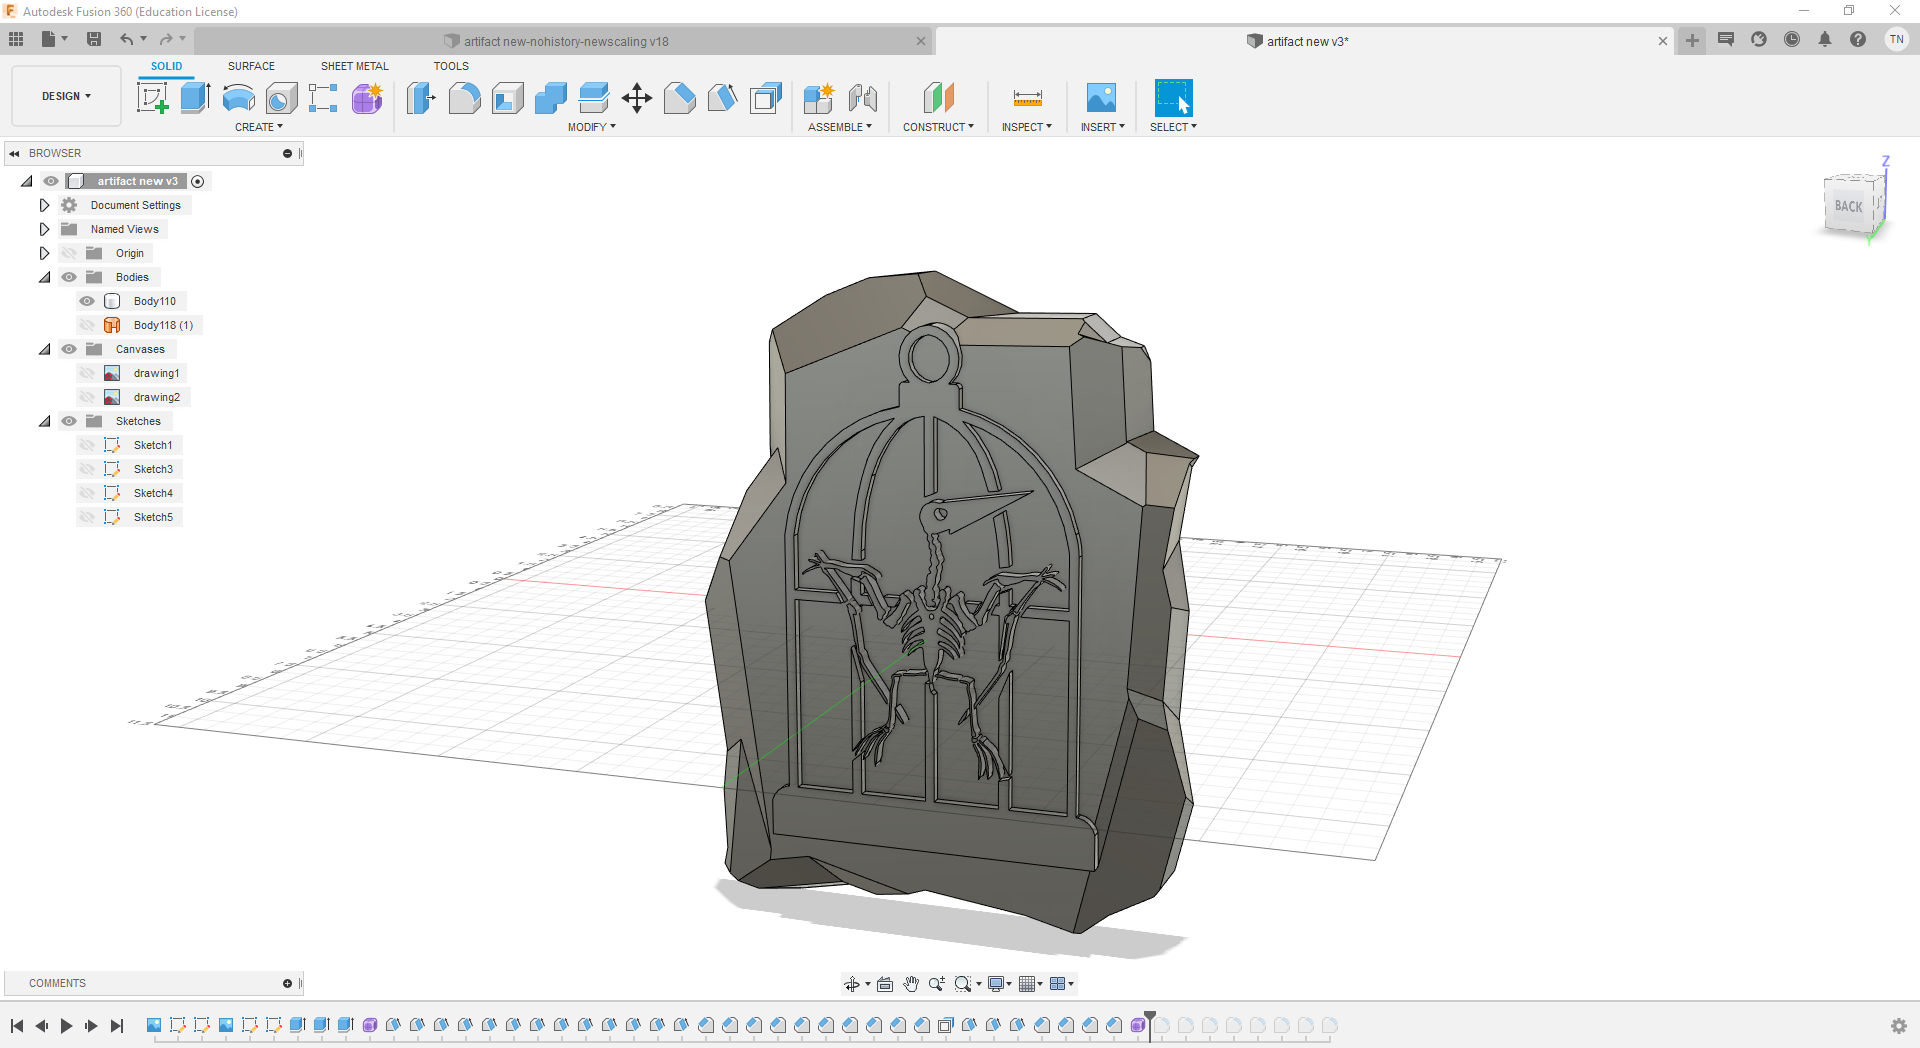 Autodesk Fusion 360 (Education License)
artifact new-nohistory-newscaling v18
artifact new v3*
TN
DESIGN
SOLID
SURFACE
SHEET METAL
TOOLS
CREATE
MODIFY
ASSEMBLE
CONSTRUCT
INSPECT
INSERT
SELECT
BROWSER
artifact new v3
Document Settings
Named Views
Origin
Bodies
Body110
Body118 (1)
Canvases
drawing1
drawing2
Sketches
Sketch1
Sketch3
Sketch4
Sketch5
Z
BACK
Y
COMMENTS